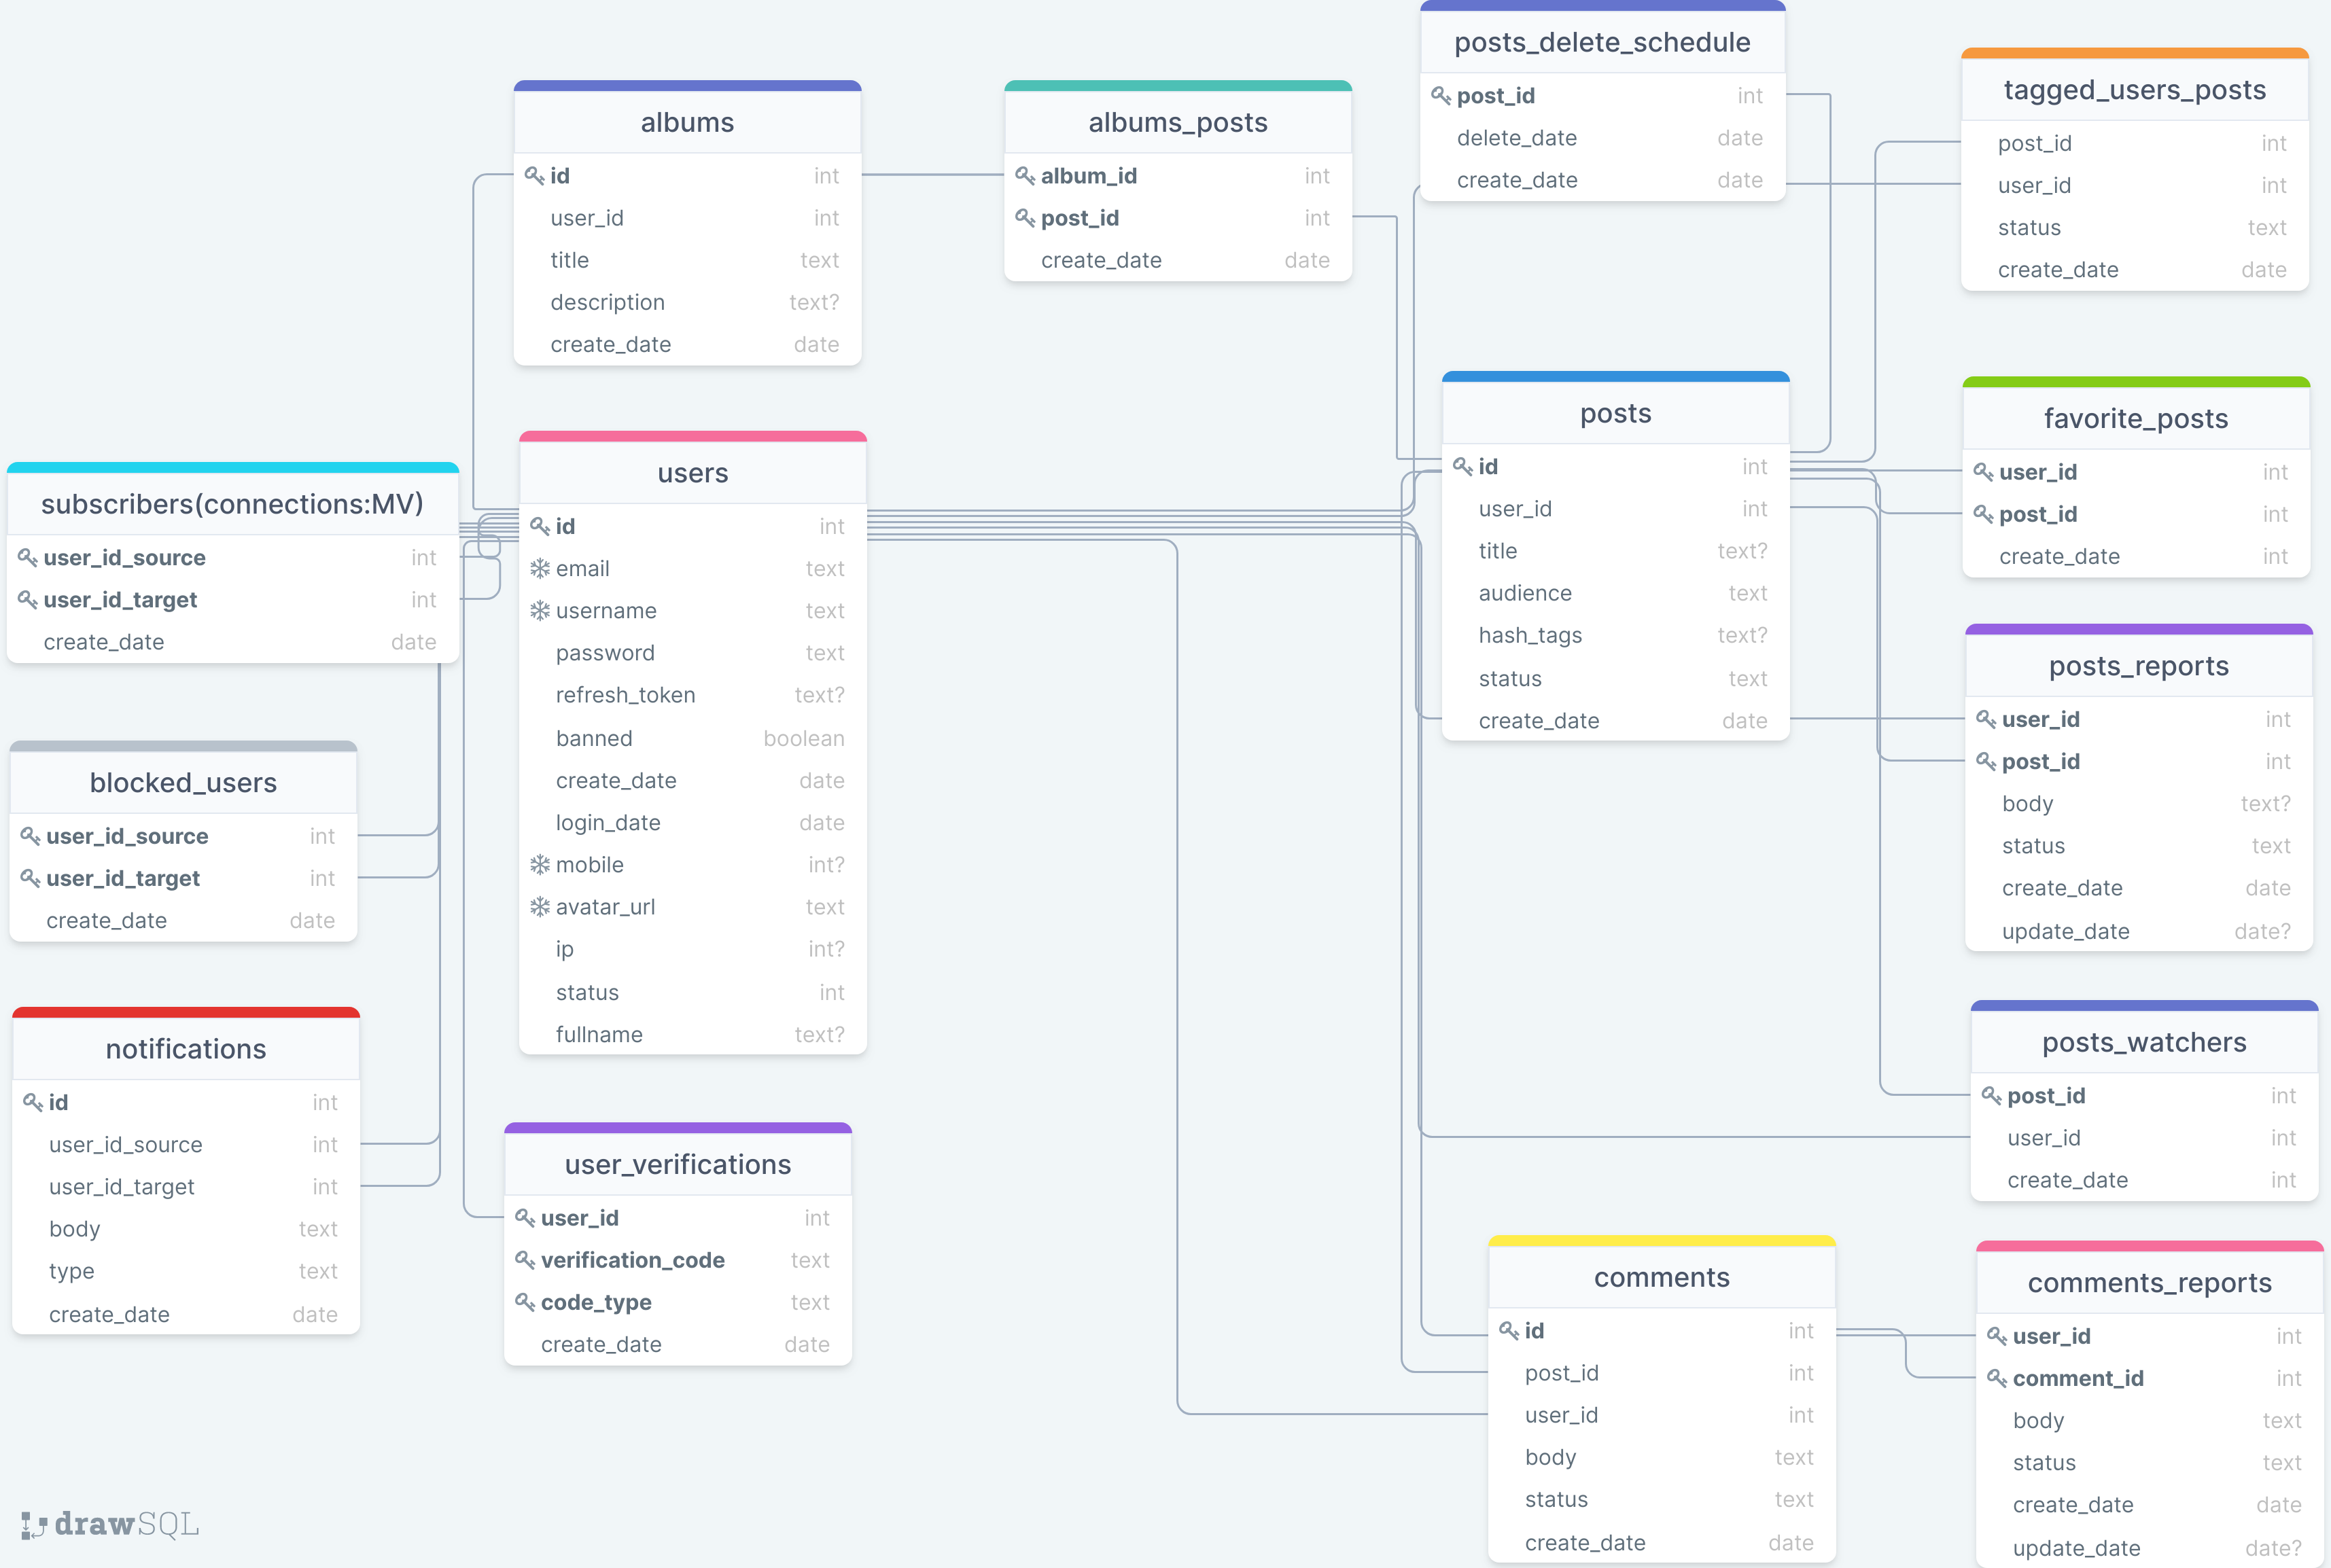 posts_delete_schedule
post_id int
delete_date date
create_date date
tagged_users_posts
post_id int
user_id int
status text
create_date date
albums
id int
user_id int
title text
description text?
create_date date
albums_posts
album_id int
post_id int
create_date date
posts
id int
user_id int
title text?
audience text
hash_tags text?
status text
create_date date
favorite_posts
user_id int
post_id int
create_date int
users
id int
email text
username text
password text
refresh_token text?
banned boolean
create_date date
login_date date
mobile int?
avatar_url text
ip int?
status int
fullname text?
subscribers(connections:MV)
user_id_source int
user_id_target int
create_date date
posts_reports
user_id int
post_id int
body text?
status text
create_date date
update_date date?
blocked_users
user_id_source int
user_id_target int
create_date date
notifications
id int
user_id_source int
user_id_target int
body text
type text
create_date date
posts_watchers
post_id int
user_id int
create_date int
user_verifications
user_id int
verification_code text
code_type text
create_date date
comments
id int
post_id int
user_id int
body text
status text
create_date date
comments_reports
user_id int
comment_id int
body text
status text
create_date date
update_date date?
drawSQL